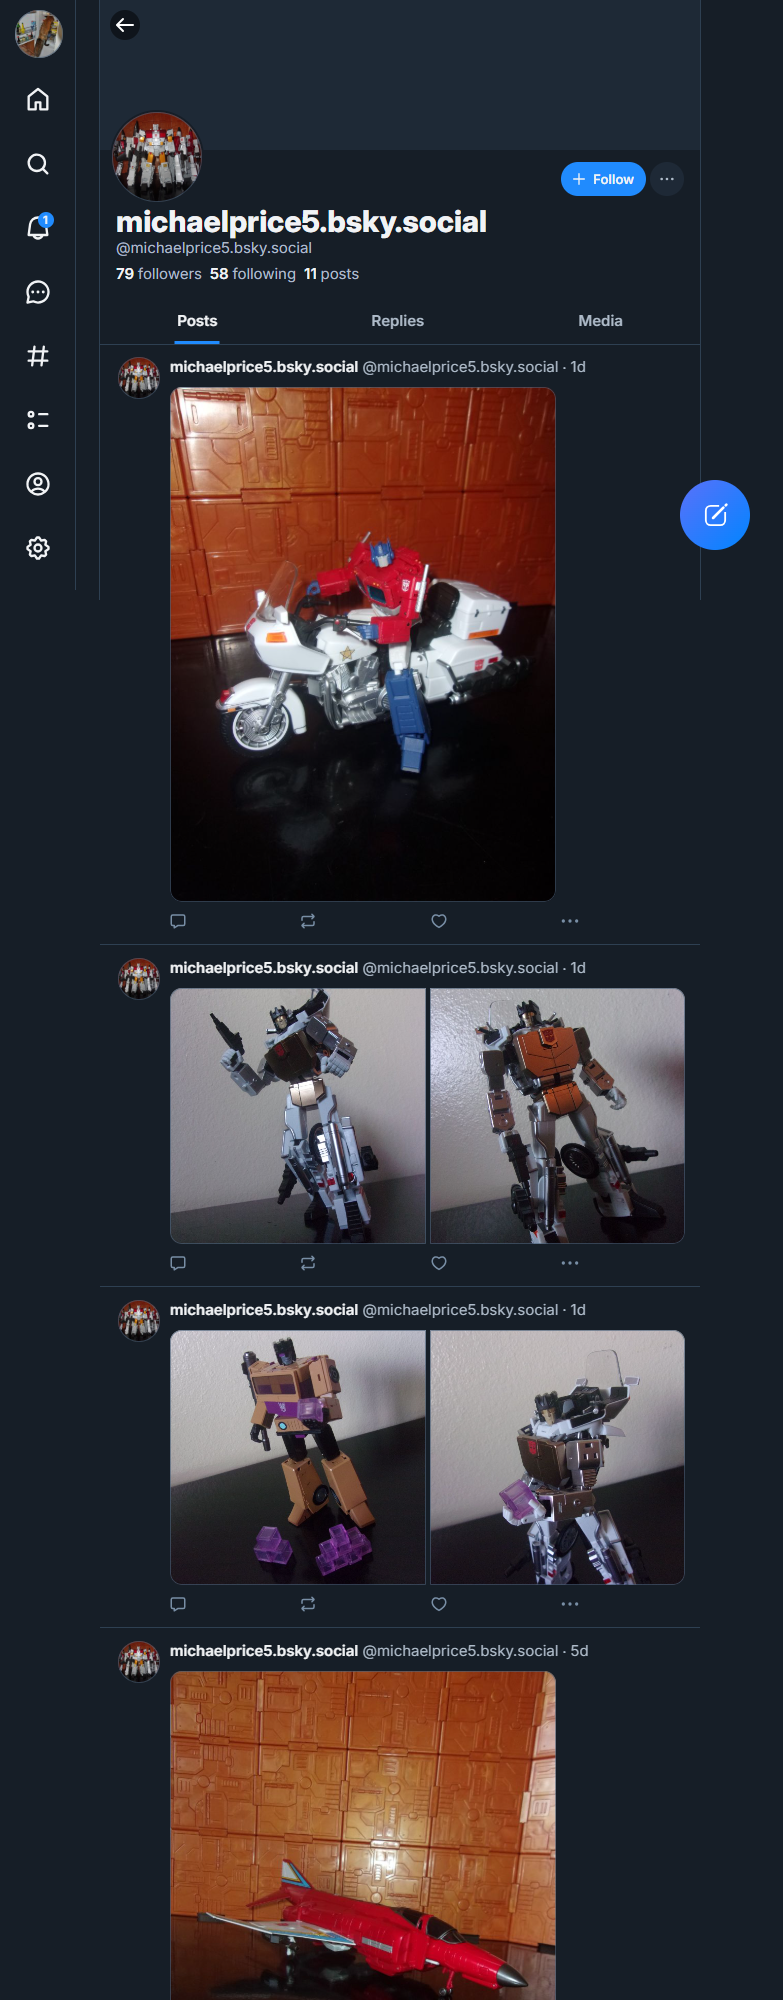 1
+ Follow
michaelprice5.bsky.social
@michaelprice5.bsky.social
79 followers 58 following 11 posts
Posts Replies Media
michaelprice5.bsky.social @michaelprice5.bsky.social · 1d
michaelprice5.bsky.social @michaelprice5.bsky.social · 1d
michaelprice5.bsky.social @michaelprice5.bsky.social · 1d
michaelprice5.bsky.social @michaelprice5.bsky.social · 5d